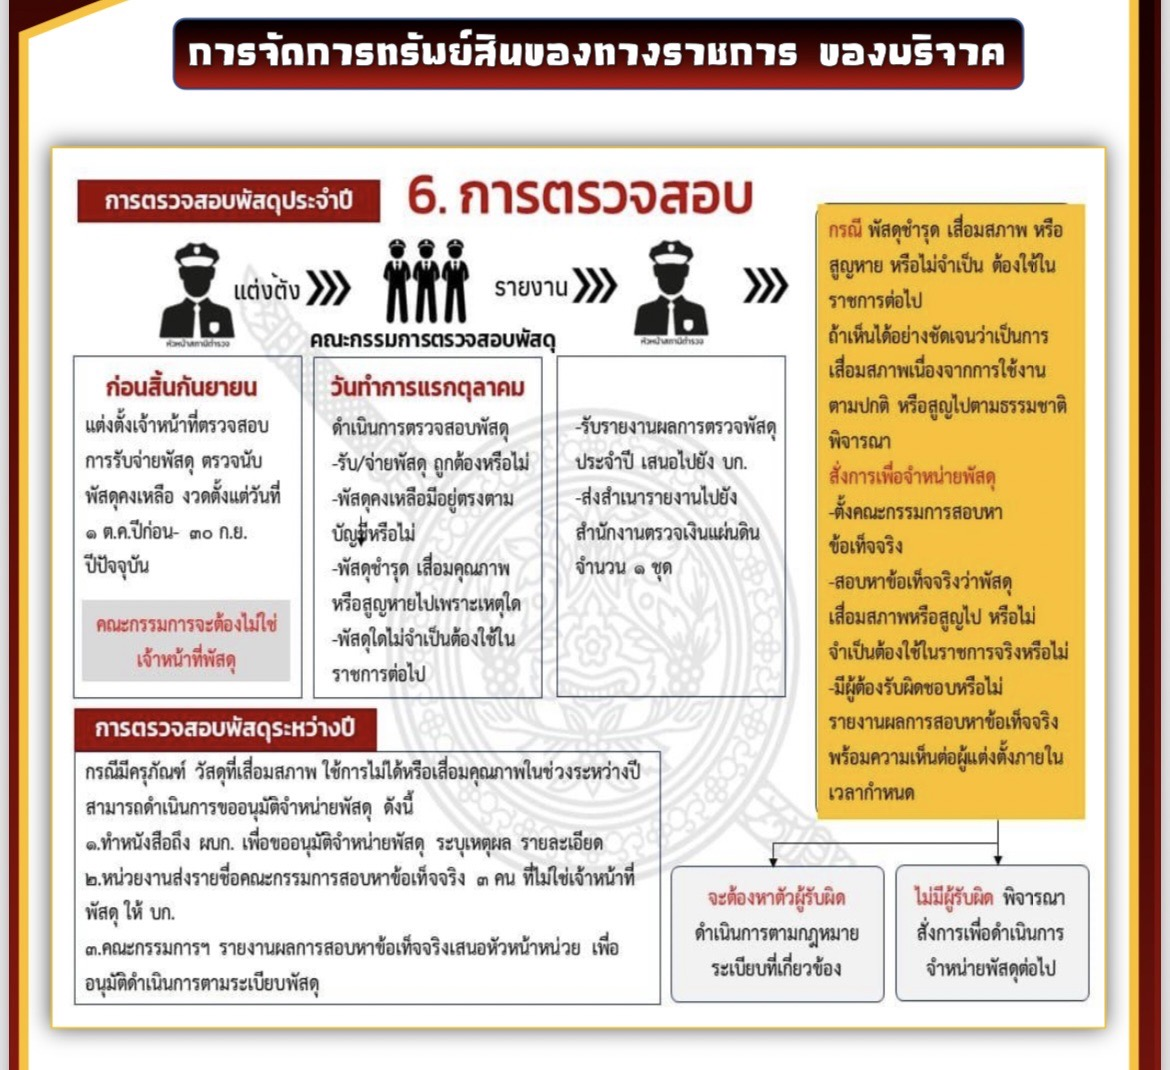 การจัดการทรัพย์สินของทางราชการ ของบริจาค
การตรวจสอบพัสดุประจำปี
6. การตรวจสอบ
แต่งตั้ง
รายงาน
หัวหน้าสถานีตำรวจ
คณะกรรมการตรวจสอบพัสดุ
หัวหน้าสถานีตำรวจ
ก่อนสิ้นกันยายน
แต่งตั้งเจ้าหน้าที่ตรวจสอบ
การรับจ่ายพัสดุ ตรวจนับ
พัสดุคงเหลือ งวดตั้งแต่วันที่
๑ ต.ค.ปีก่อน- ๓๐ ก.ย.
ปีปัจจุบัน
คณะกรรมการจะต้องไม่ใช่
เจ้าหน้าที่พัสดุ
วันทำการแรกตุลาคม
ดำเนินการตรวจสอบพัสดุ
-รับ/จ่ายพัสดุ ถูกต้องหรือไม่
-พัสดุคงเหลือมีอยู่ตรงตาม
บัญชีหรือไม่
-พัสดุชำรุด เสื่อมคุณภาพ
หรือสูญหายไปเพราะเหตุใด
-พัสดุใดไม่จำเป็นต้องใช้ใน
ราชการต่อไป
-รับรายงานผลการตรวจพัสดุ
ประจำปี เสนอไปยัง บก.
-ส่งสำเนารายงานไปยัง
สำนักงานตรวจเงินแผ่นดิน
จำนวน ๑ ชุด
กรณี พัสดุชำรุด เสื่อมสภาพ หรือ
สูญหาย หรือไม่จำเป็น ต้องใช้ใน
ราชการต่อไป
ถ้าเห็นได้อย่างชัดเจนว่าเป็นการ
เสื่อมสภาพเนื่องจากการใช้งาน
ตามปกติ หรือสูญไปตามธรรมชาติ
พิจารณา
สั่งการเพื่อจำหน่ายพัสดุ
-ตั้งคณะกรรมการสอบหา
ข้อเท็จจริง
-สอบหาข้อเท็จจริงว่าพัสดุ
เสื่อมสภาพหรือสูญไป หรือไม่
จำเป็นต้องใช้ในราชการจริงหรือไม่
-มีผู้ต้องรับผิดชอบหรือไม่
รายงานผลการสอบหาข้อเท็จจริง
พร้อมความเห็นต่อผู้แต่งตั้งภายใน
เวลากำหนด
การตรวจสอบพัสดุระหว่างปี
กรณีมีครุภัณฑ์ วัสดุที่เสื่อมสภาพ ใช้การไม่ได้หรือเสื่อมคุณภาพในช่วงระหว่างปี
สามารถดำเนินการขออนุมัติจำหน่ายพัสดุ ดังนี้
๑.ทำหนังสือถึง ผบก. เพื่อขออนุมัติจำหน่ายพัสดุ ระบุเหตุผล รายละเอียด
๒.หน่วยงานส่งรายชื่อคณะกรรมการสอบหาข้อเท็จจริง ๓ คน ที่ไม่ใช่เจ้าหน้าที่
พัสดุ ให้ บก.
๓.คณะกรรมการฯ รายงานผลการสอบหาข้อเท็จจริงเสนอหัวหน้าหน่วย เพื่อ
อนุมัติดำเนินการตามระเบียบพัสดุ
จะต้องหาตัวผู้รับผิด
ดำเนินการตามกฎหมาย
ระเบียบที่เกี่ยวข้อง
ไม่มีผู้รับผิด พิจารณา
สั่งการเพื่อดำเนินการ
จำหน่ายพัสดุต่อไป